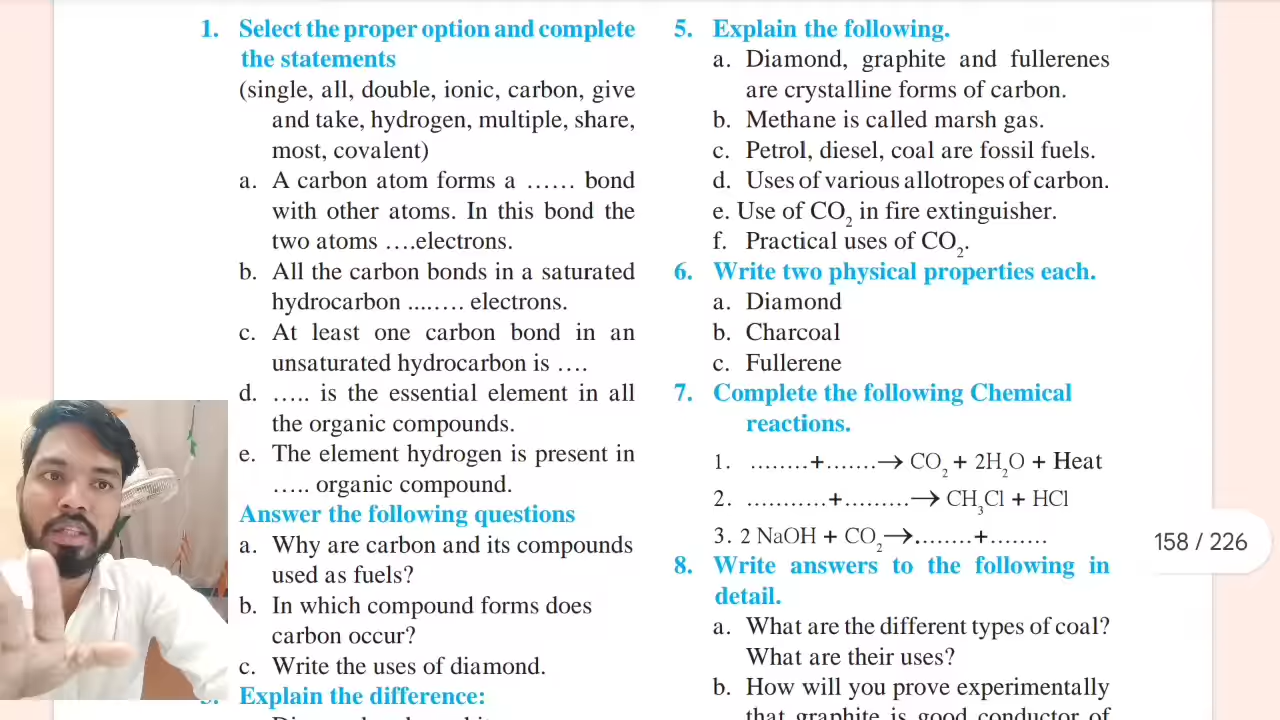 1. Select the proper option and complete
the statements
(single, all, double, ionic, carbon, give
and take, hydrogen, multiple, share,
most, covalent)
a. A carbon atom forms a …… bond
with other atoms. In this bond the
two atoms ….electrons.
b. All the carbon bonds in a saturated
hydrocarbon ....…. electrons.
c. At least one carbon bond in an
unsaturated hydrocarbon is ….
d. ….. is the essential element in all
the organic compounds.
e. The element hydrogen is present in
….. organic compound.
Answer the following questions
a. Why are carbon and its compounds
used as fuels?
b. In which compound forms does
carbon occur?
c. Write the uses of diamond.
Explain the difference:
5. Explain the following.
a. Diamond, graphite and fullerenes
are crystalline forms of carbon.
b. Methane is called marsh gas.
c. Petrol, diesel, coal are fossil fuels.
d. Uses of various allotropes of carbon.
e. Use of CO₂ in fire extinguisher.
f. Practical uses of CO₂.
6. Write two physical properties each.
a. Diamond
b. Charcoal
c. Fullerene
7. Complete the following Chemical
reactions.
1. ........+.......→ CO₂ + 2H₂O + Heat
2. ...........+.........→ CH₃Cl + HCl
3. 2 NaOH + CO₂→........+........
8. Write answers to the following in
detail.
a. What are the different types of coal?
What are their uses?
b. How will you prove experimentally
that graphite is good conductor of
158 / 226